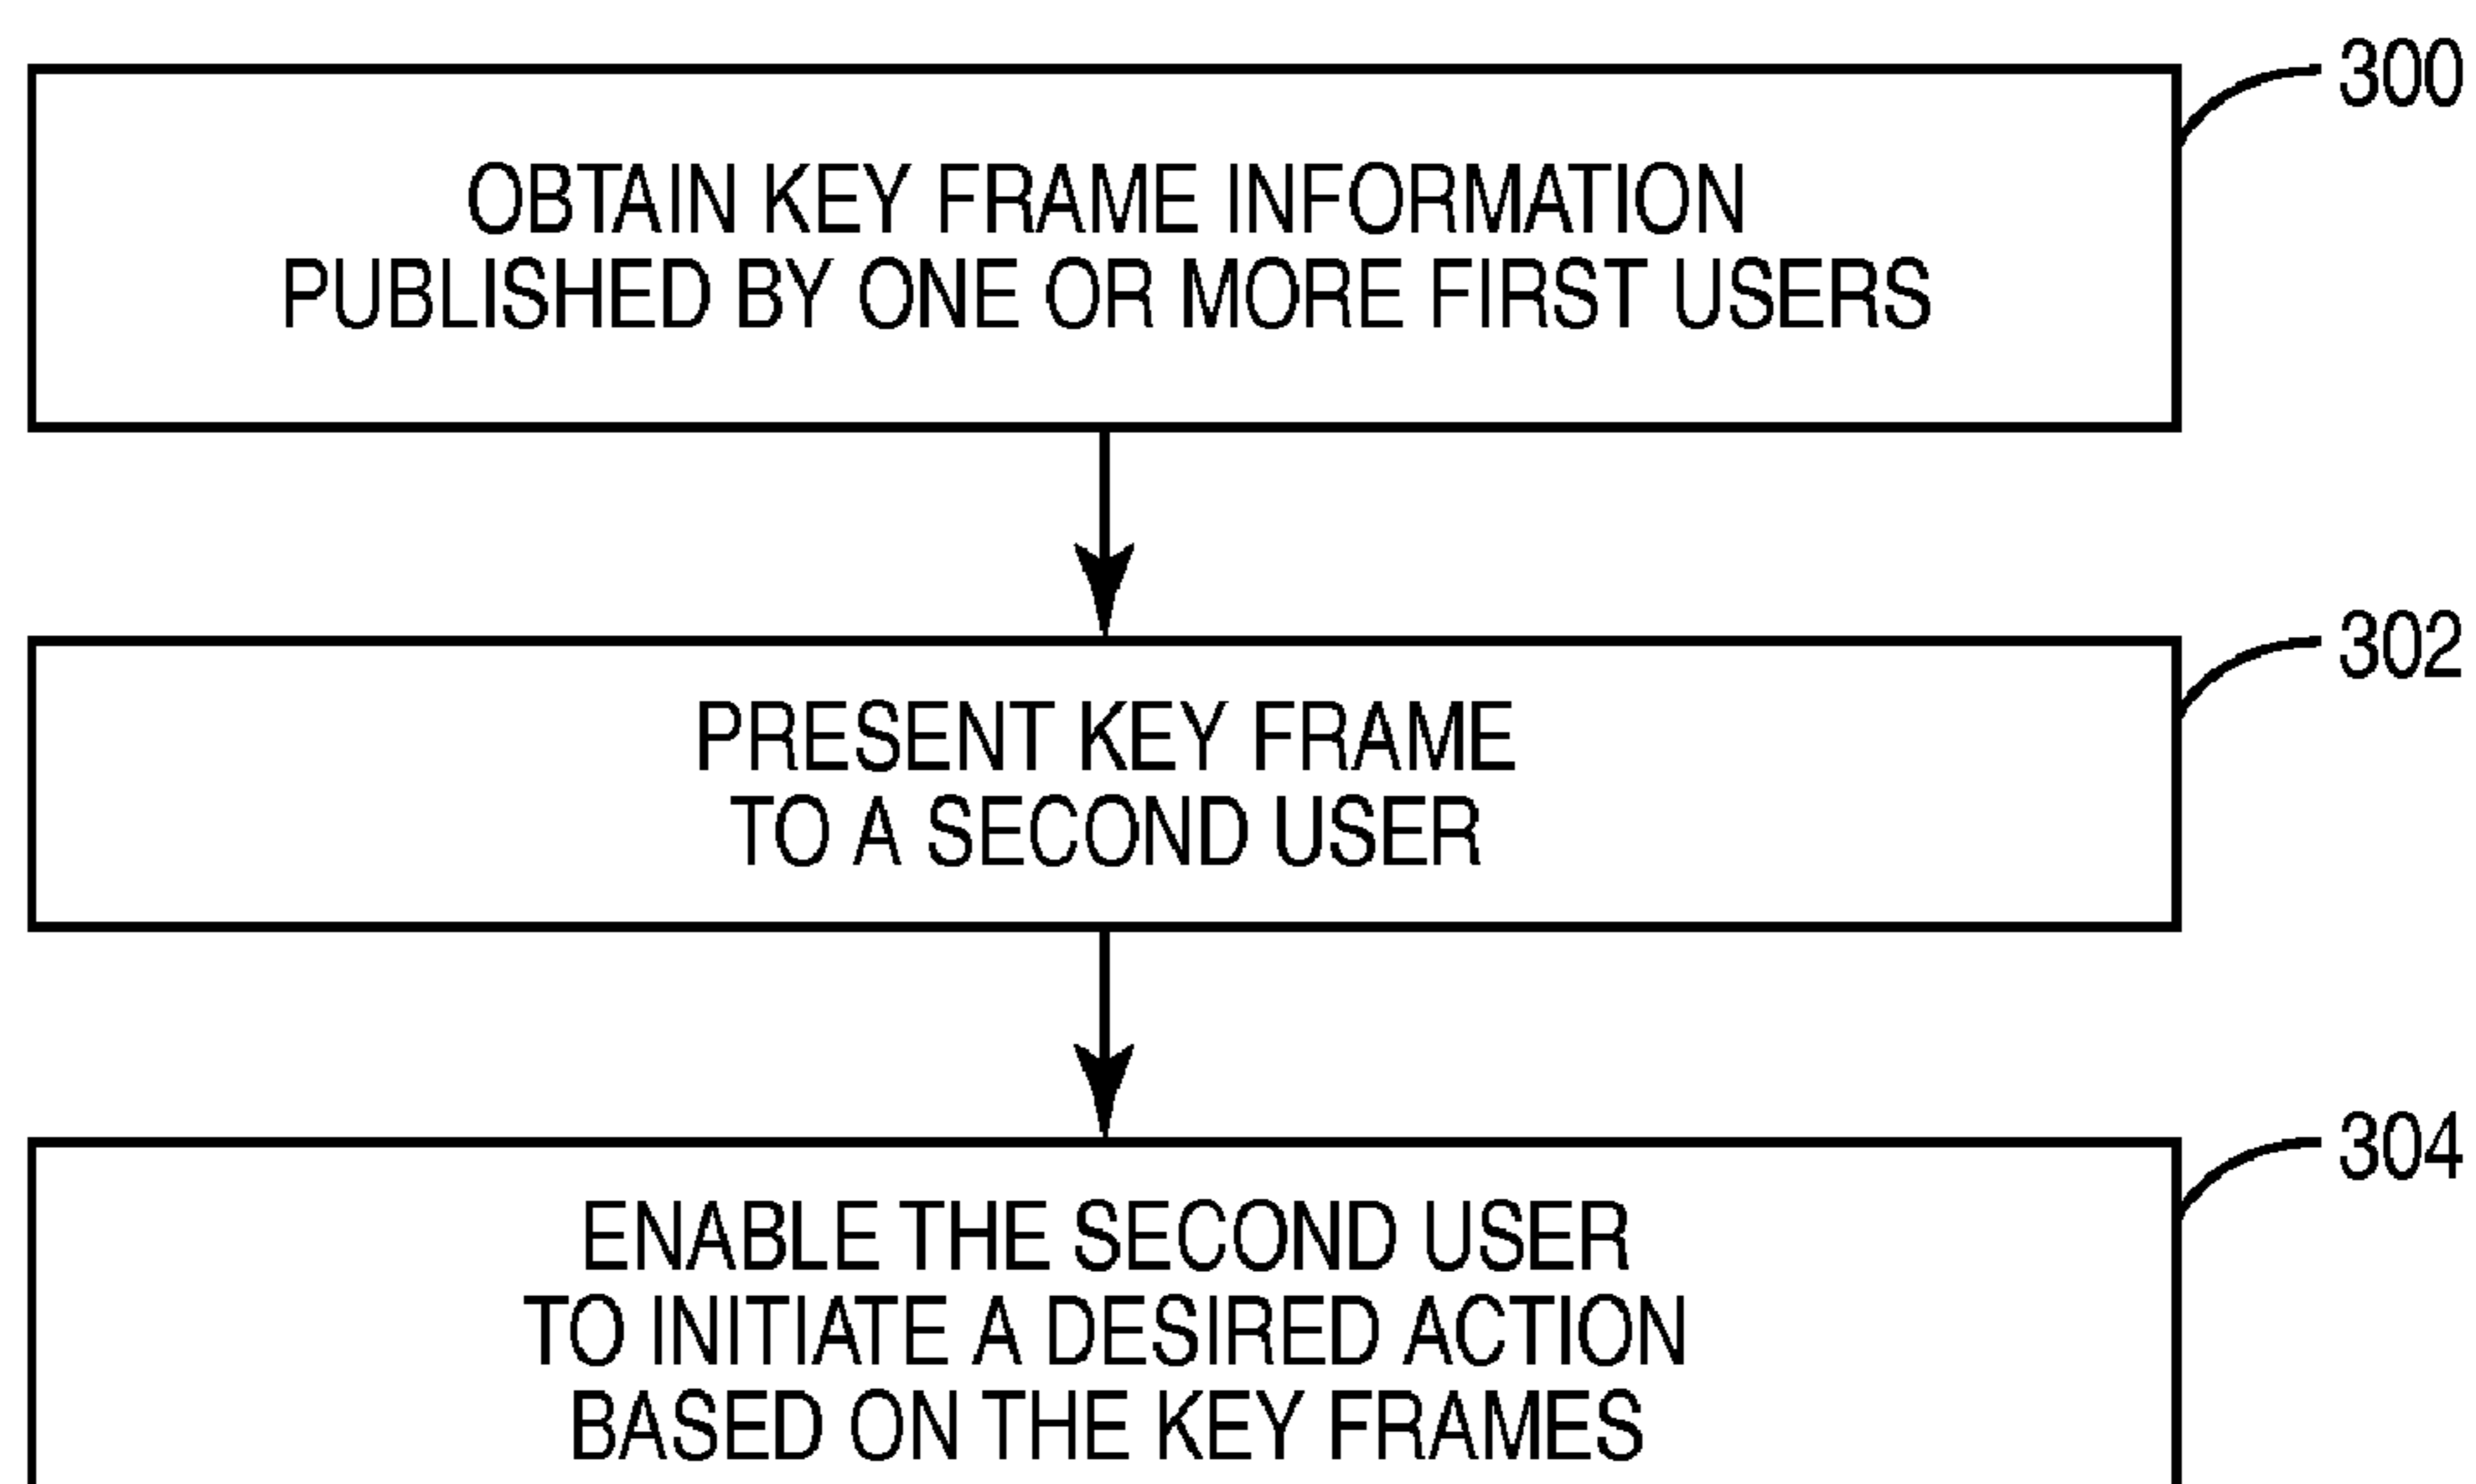 300
OBTAIN KEY FRAME INFORMATION
PUBLISHED BY ONE OR MORE FIRST USERS
302
PRESENT KEY FRAME
TO A SECOND USER
304
ENABLE THE SECOND USER
TO INITIATE A DESIRED ACTION
BASED ON THE KEY FRAMES